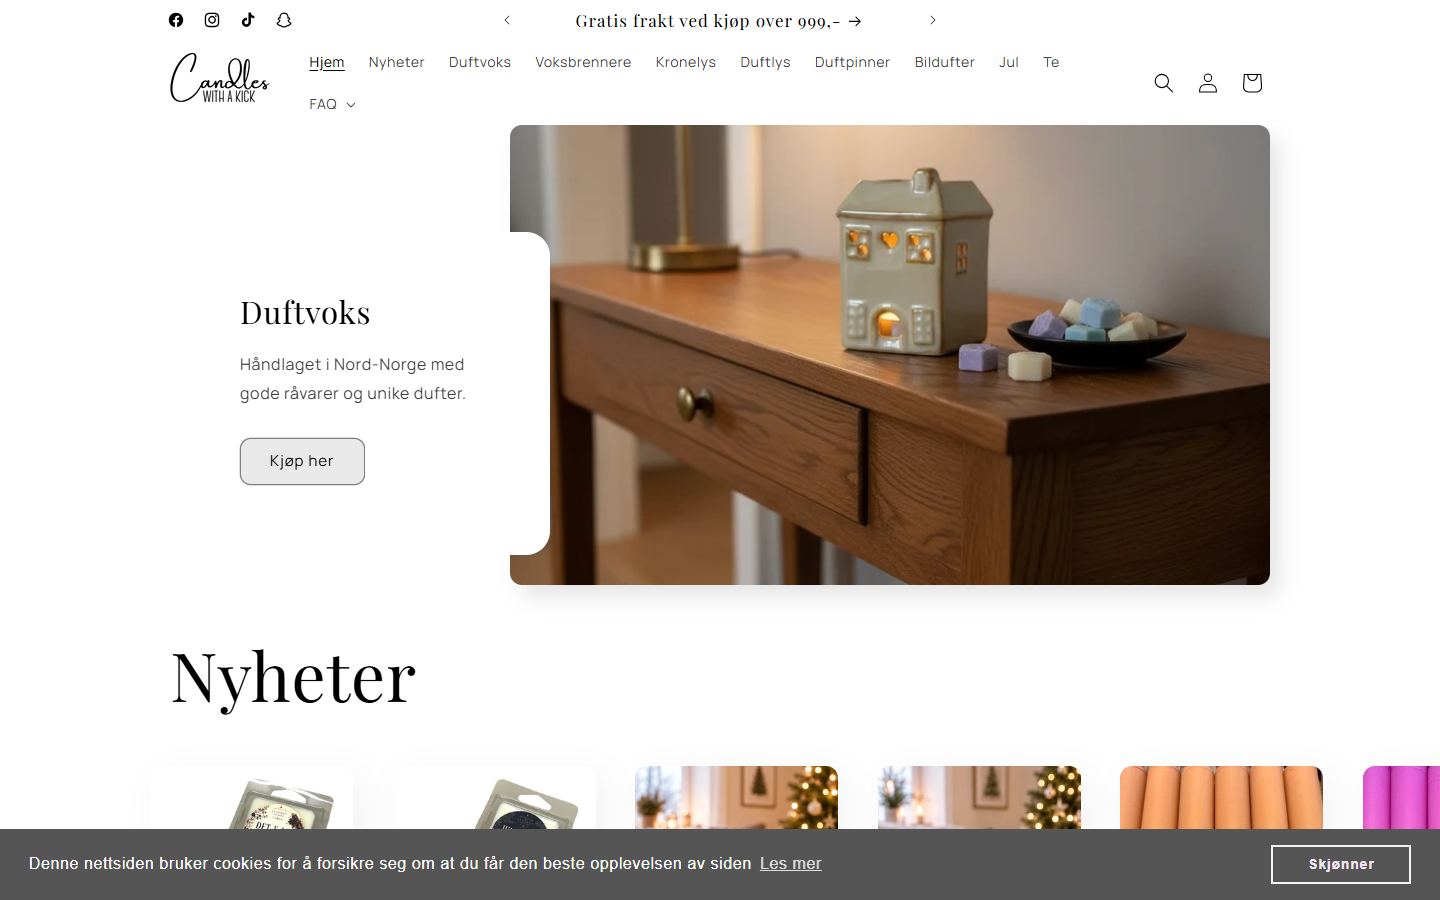 Gratis frakt ved kjøp over 999,- →
Candles
WITH A KICK
Hjem Nyheter Duftvoks Voksbrennere Kronelys Duftlys Duftpinner Bildufter Jul Te
FAQ
Duftvoks
Håndlaget i Nord-Norge med
gode råvarer og unike dufter.
Kjøp her
Nyheter
Denne nettsiden bruker cookies for å forsikre seg om at du får den beste opplevelsen av siden Les mer
Skjønner